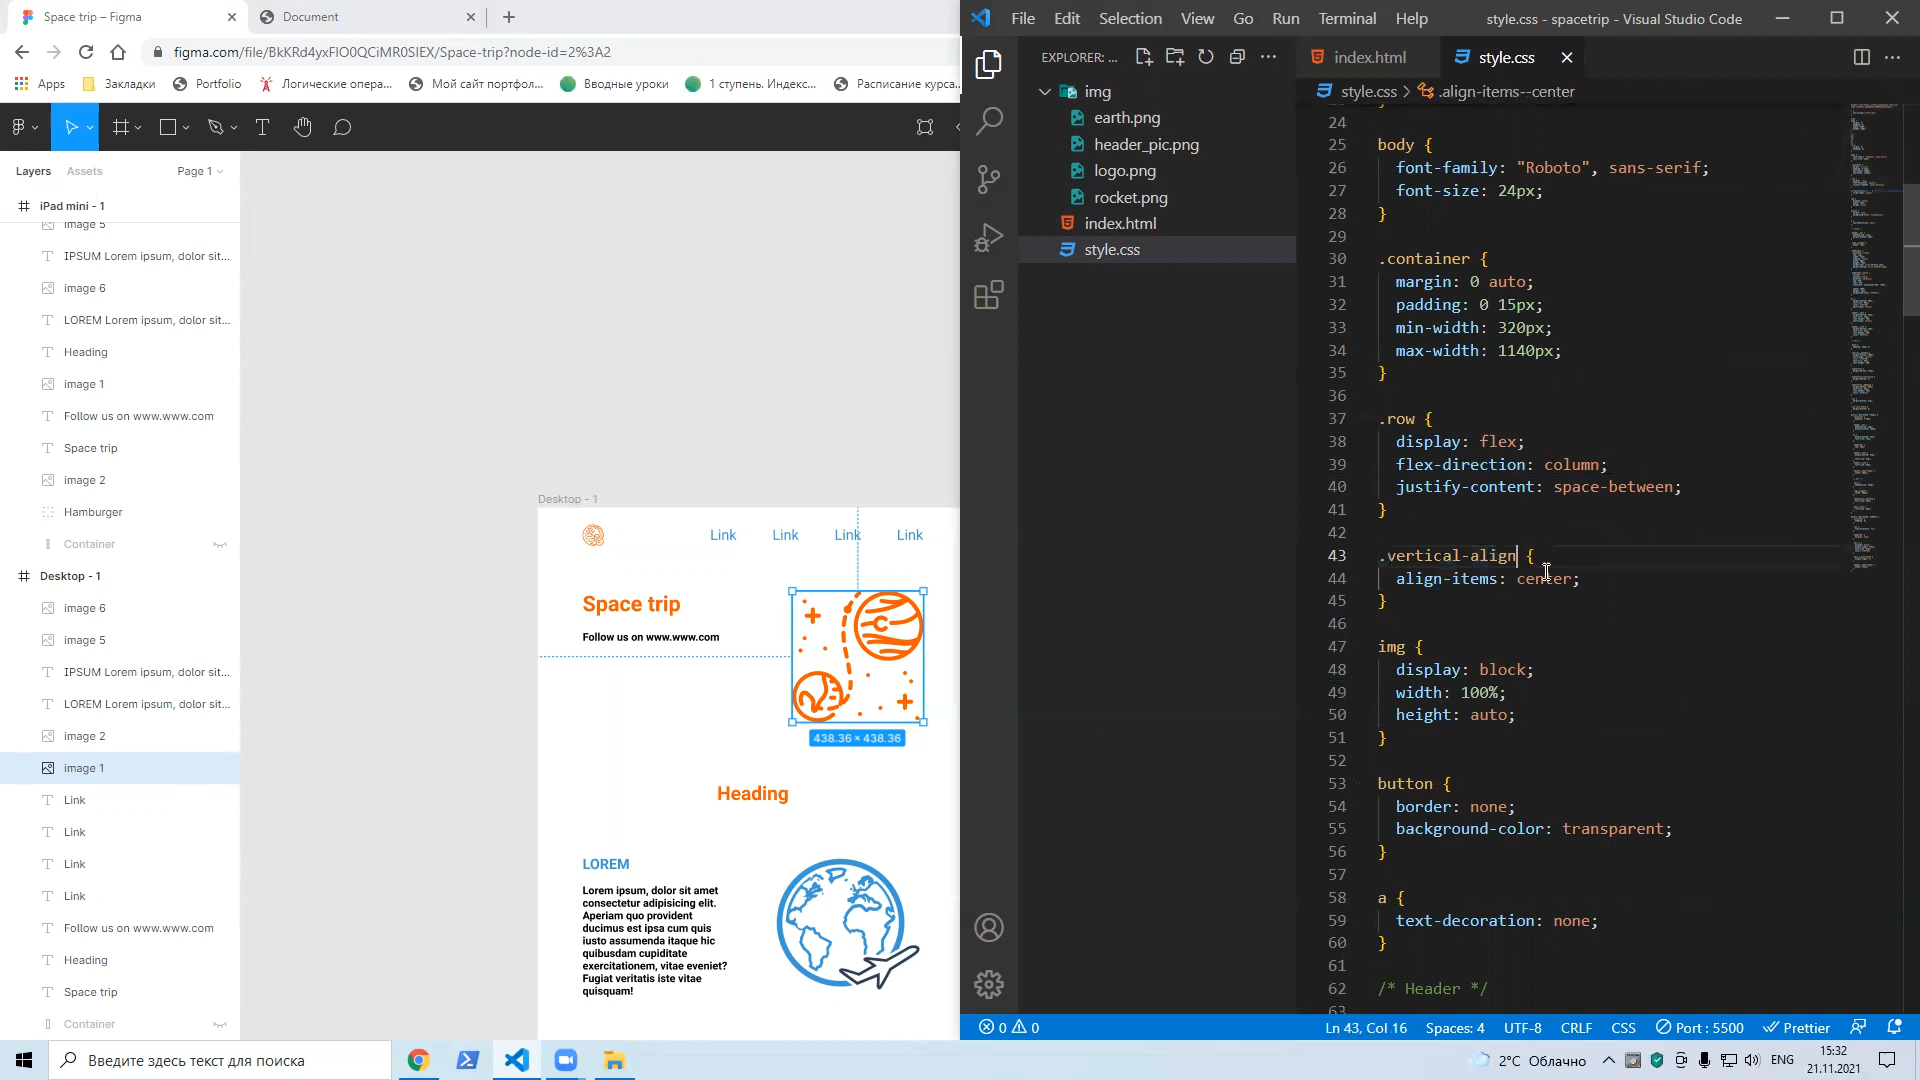 Space trip – Figma
Document
figma.com/file/BkKRd4yxFIO0QCiMR0SIEX/Space-trip?node-id=2%3A2
Apps
Закладки
Portfolio
Логические опера...
Мой сайт портфол...
Вводные уроки
1 ступень. Индекс...
Расписание курса...
Layers
Assets
Page 1
iPad mini - 1
image 5
IPSUM Lorem ipsum, dolor sit...
image 6
LOREM Lorem ipsum, dolor sit...
Heading
image 1
Follow us on www.www.com
Space trip
image 2
Hamburger
Container
Desktop - 1
image 6
image 5
IPSUM Lorem ipsum, dolor sit...
LOREM Lorem ipsum, dolor sit...
image 2
image 1
Link
Link
Link
Link
Follow us on www.www.com
Heading
Space trip
Container
Desktop - 1
Link
Link
Link
Link
Space trip
Follow us on www.www.com
438.36 × 438.36
Heading
LOREM
Lorem ipsum, dolor sit amet
consectetur adipisicing elit.
Aperiam quo provident
ducimus est ipsa cum quis
iusto assumenda itaque hic
quibusdam cupiditate
exercitationem, vitae eveniet?
Fugiat veritatis iste vitae
quisquam!
File
Edit
Selection
View
Go
Run
Terminal
Help
style.css - spacetrip - Visual Studio Code
EXPLORER: ...
img
earth.png
header_pic.png
logo.png
rocket.png
index.html
style.css
index.html
style.css
style.css > .align-items--center
24
25 body {
26 font-family: "Roboto", sans-serif;
27 font-size: 24px;
28 }
29
30 .container {
31 margin: 0 auto;
32 padding: 0 15px;
33 min-width: 320px;
34 max-width: 1140px;
35 }
36
37 .row {
38 display: flex;
39 flex-direction: column;
40 justify-content: space-between;
41 }
42
43 .vertical-align {
44 align-items: center;
45 }
46
47 img {
48 display: block;
49 width: 100%;
50 height: auto;
51 }
52
53 button {
54 border: none;
55 background-color: transparent;
56 }
57
58 a {
59 text-decoration: none;
60 }
61
62 /* Header */
63
0
0
Ln 43, Col 16
Spaces: 4
UTF-8
CRLF
CSS
Port : 5500
Prettier
Введите здесь текст для поиска
2°C Облачно
ENG
15:32
21.11.2021